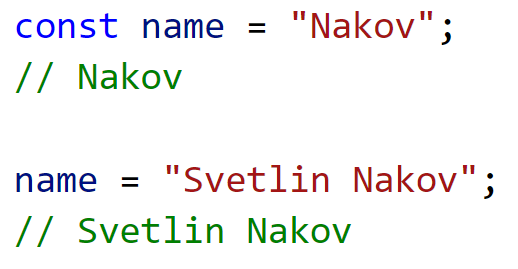 const name = "Nakov";
// Nakov
name = "Svetlin Nakov";
// Svetlin Nakov